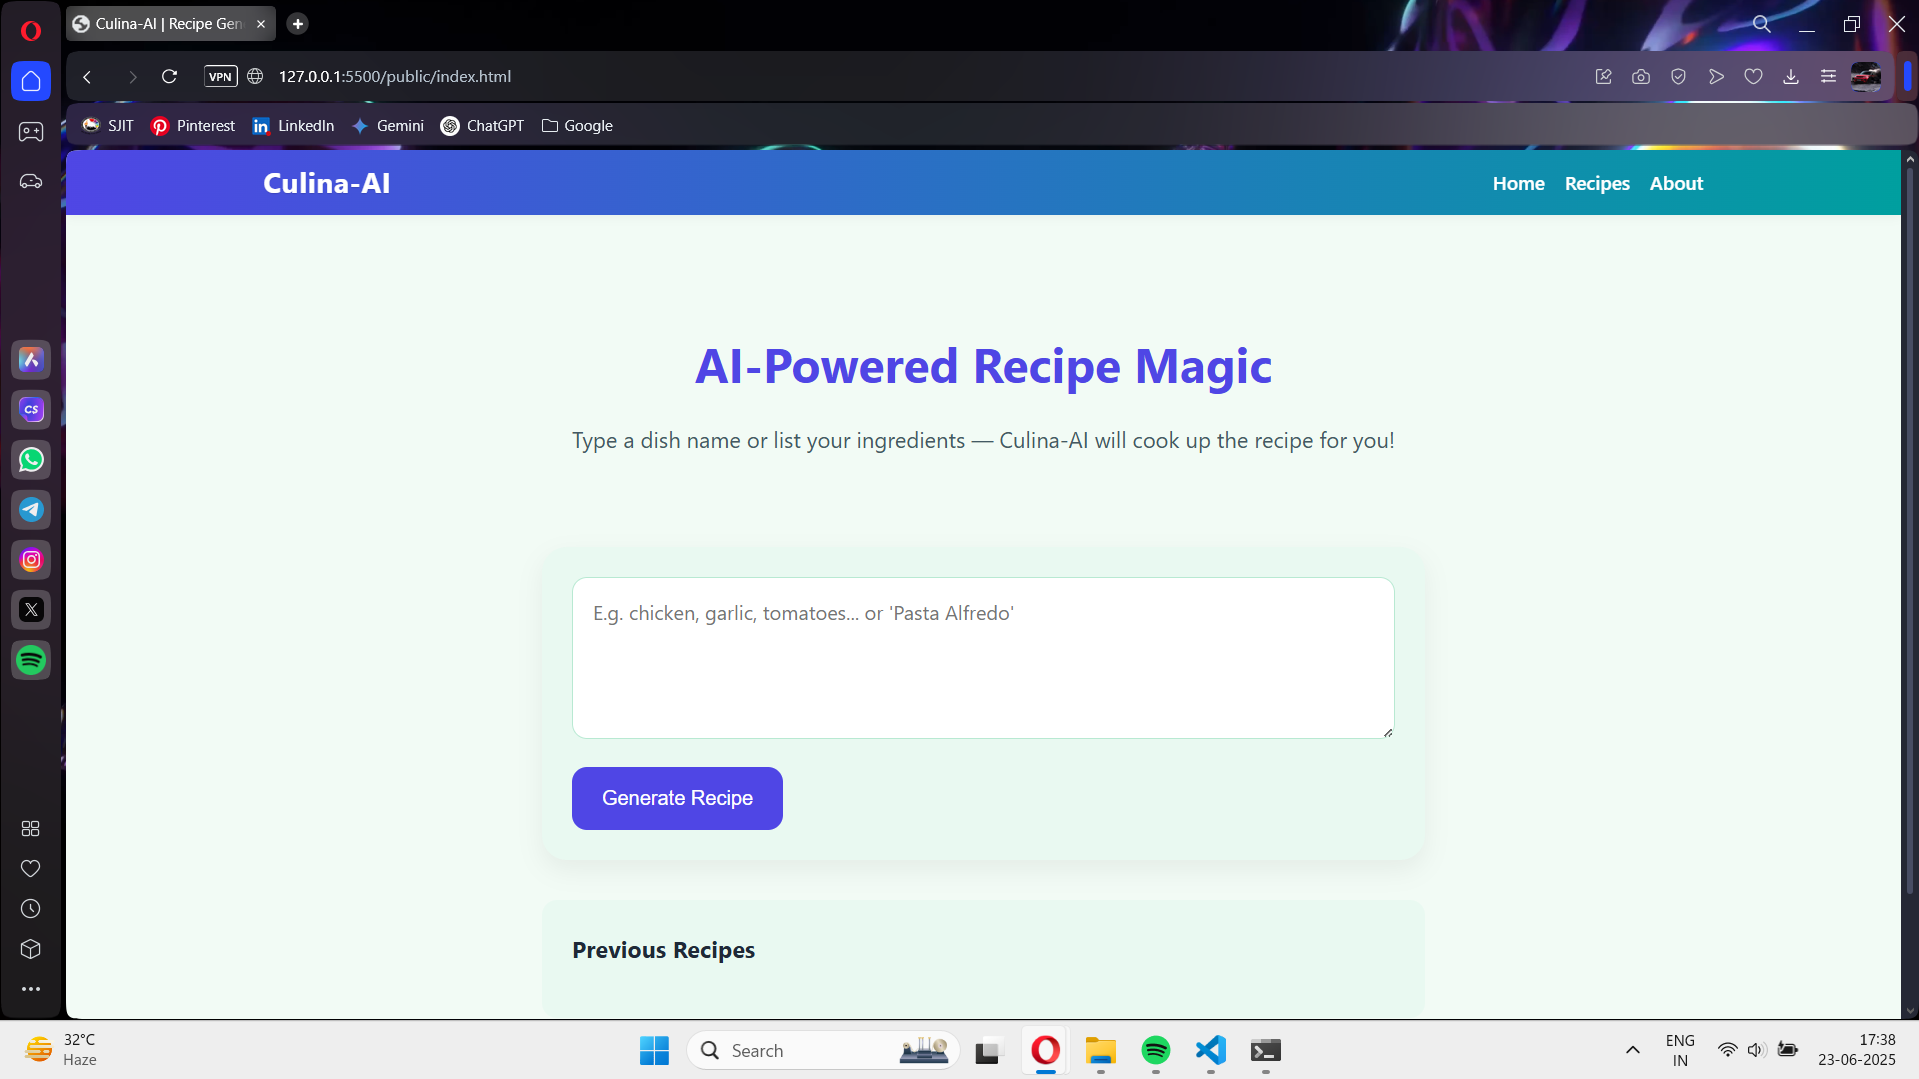 Culina-AI | Recipe Gen
VPN
127.0.0.1:5500/public/index.html
SJIT
Pinterest
LinkedIn
Gemini
ChatGPT
Google
Culina-AI
Home
Recipes
About
AI-Powered Recipe Magic
Type a dish name or list your ingredients — Culina-AI will cook up the recipe for you!
E.g. chicken, garlic, tomatoes... or 'Pasta Alfredo'
Generate Recipe
Previous Recipes
CS
32°C
Haze
Search
ENG
IN
17:38
23-06-2025